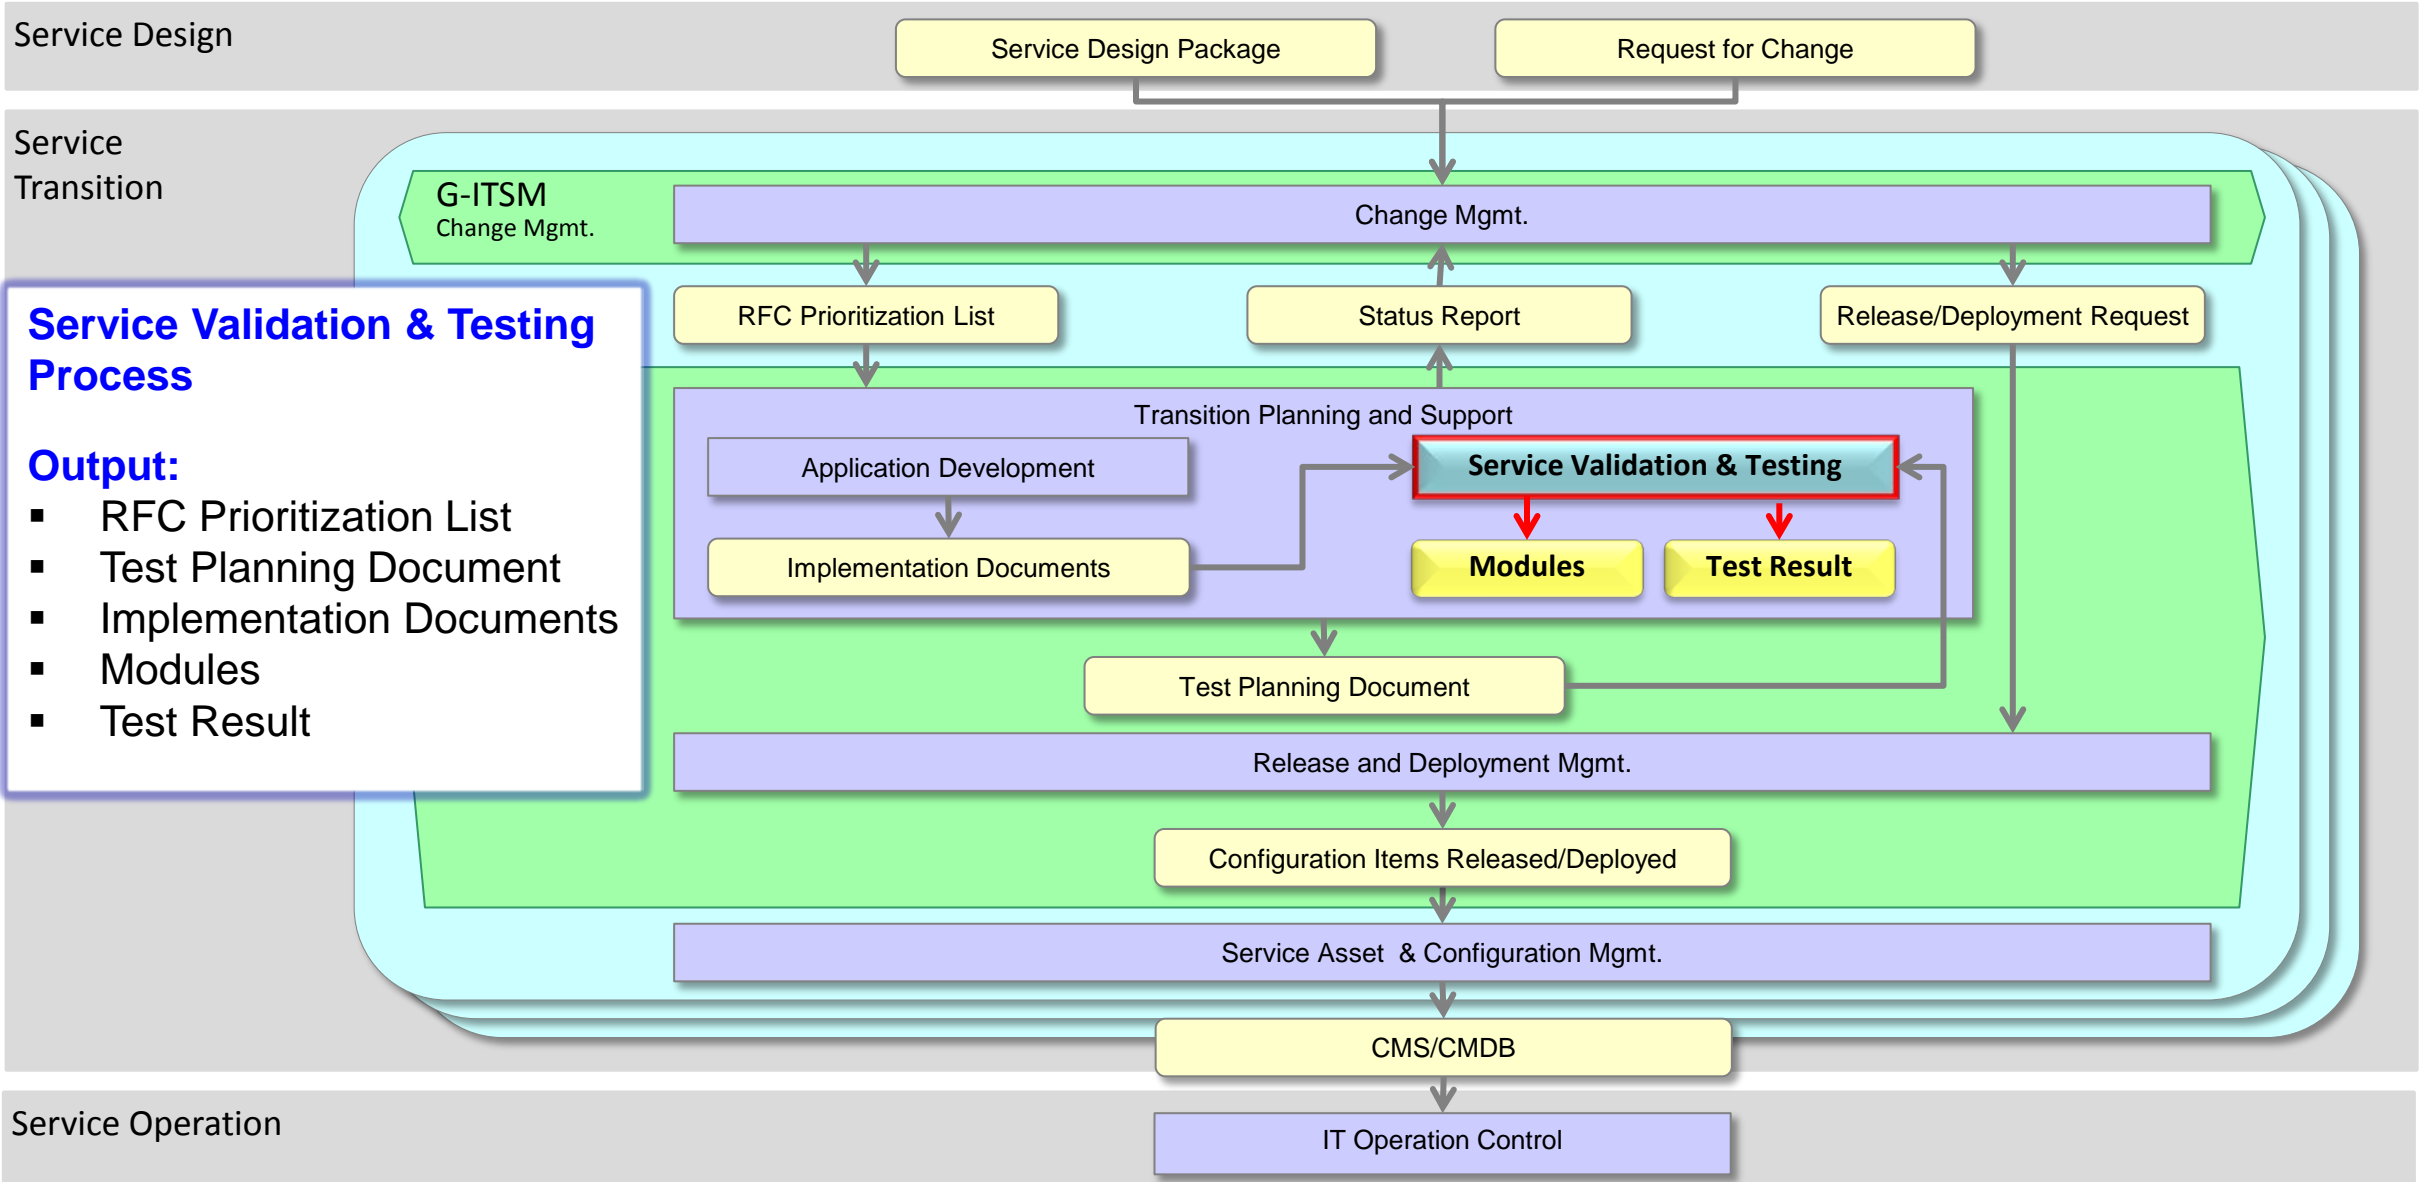 Service Design
Service Design Package
Request for Change
Service
Transition
G-ITSM
Change Mgmt.
Change Mgmt.
RFC Prioritization List
Status Report
Release/Deployment Request
Service Validation & Testing
Process
Output:
▪ RFC Prioritization List
▪ Test Planning Document
▪ Implementation Documents
▪ Modules
▪ Test Result
Transition Planning and Support
Application Development
Service Validation & Testing
Implementation Documents
Modules
Test Result
Test Planning Document
Release and Deployment Mgmt.
Configuration Items Released/Deployed
Service Asset & Configuration Mgmt.
CMS/CMDB
Service Operation
IT Operation Control